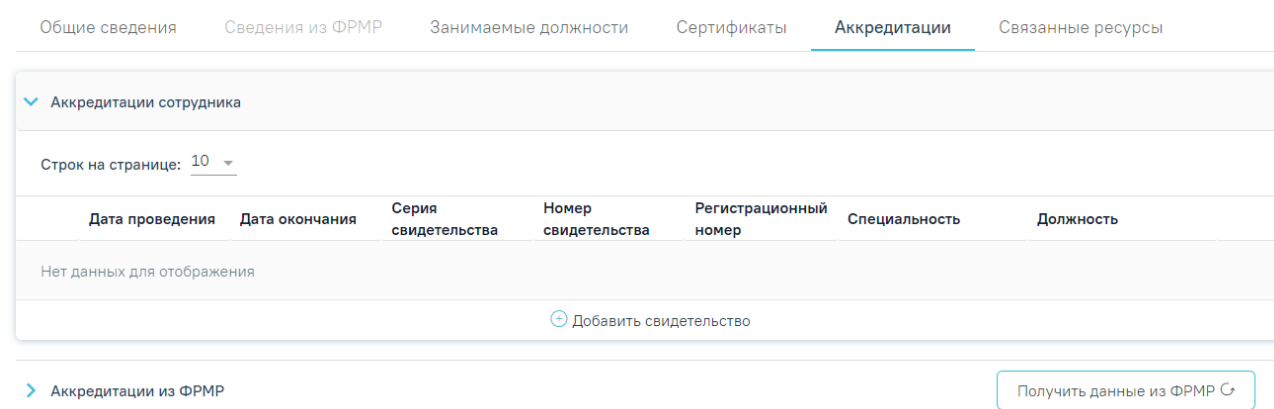 Общие сведения Сведения из ФРМР Занимаемые должности Сертификаты Аккредитации Связанные ресурсы
Аккредитации сотрудника
Строк на странице: 10
Дата проведения Дата окончания Серия свидетельства Номер свидетельства Регистрационный номер Специальность Должность
Нет данных для отображения
Добавить свидетельство
Аккредитации из ФРМР Получить данные из ФРМР